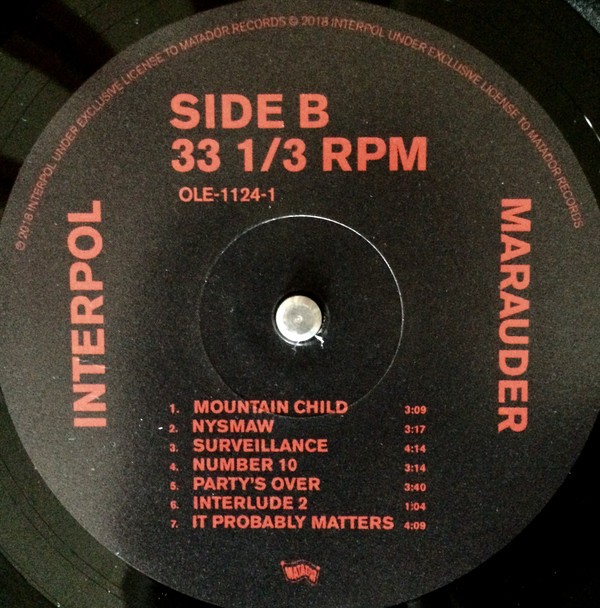 ℗ 2018 INTERPOL UNDER EXCLUSIVE LICENSE TO MATADOR RECORDS © 2018 INTERPOL UNDER EXCLUSIVE LICENSE TO MATADOR RECORDS
SIDE B
33 1/3 RPM
OLE-1124-1
INTERPOL
MARAUDER
1. MOUNTAIN CHILD 3:09
2. NYSMAW 3:17
3. SURVEILLANCE 4:14
4. NUMBER 10 3:14
5. PARTY'S OVER 3:40
6. INTERLUDE 2 1:04
7. IT PROBABLY MATTERS 4:09
MATADOR